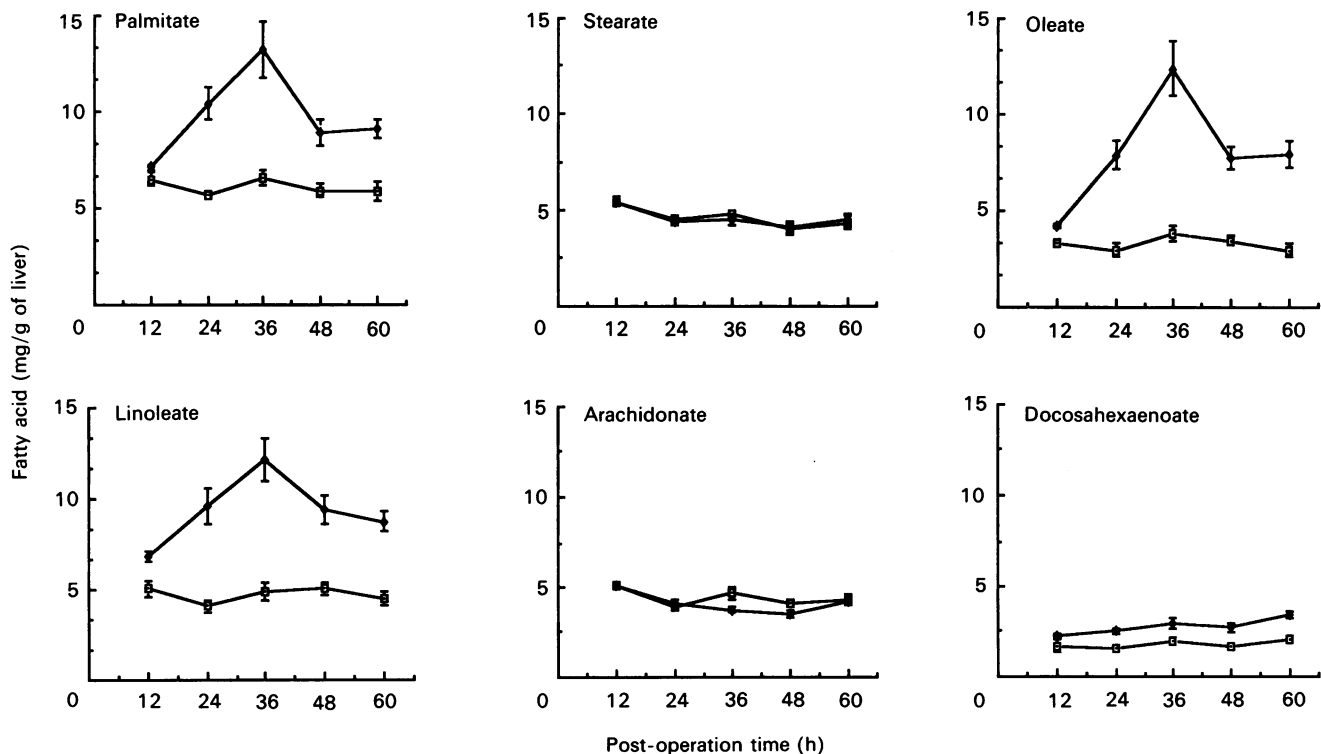 15
Palmitate
10
5
0
12 24 36 48 60
15
Stearate
10
5
0
12 24 36 48 60
15
Oleate
10
5
0
12 24 36 48 60
Fatty acid (mg/g of liver)
15
Linoleate
10
5
0
12 24 36 48 60
15
Arachidonate
10
5
0
12 24 36 48 60
15
Docosahexaenoate
10
5
0
12 24 36 48 60
Post-operation time (h)